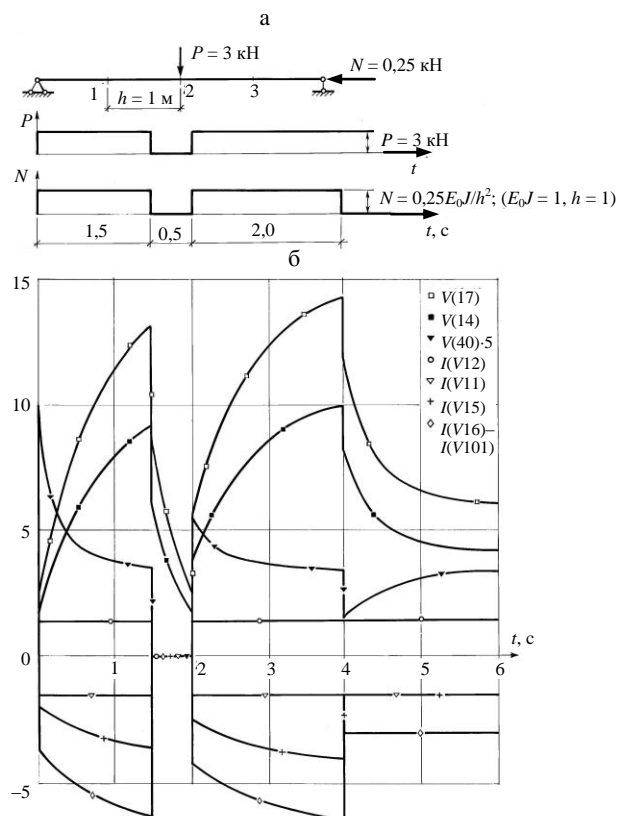 а
P = 3 кН
N = 0,25 кН
1 h = 1 м 2 3
P
P = 3 кН
t
N
N = 0,25E₀J/h²; (E₀J = 1, h = 1)
1,5 0,5 2,0 t, с
б
15
V(17)
V(14)
V(40)·5
I(V12)
I(V11)
I(V15)
I(V16)–
I(V101)
10
5
0
t, с
1 2 3 4 5 6
–5